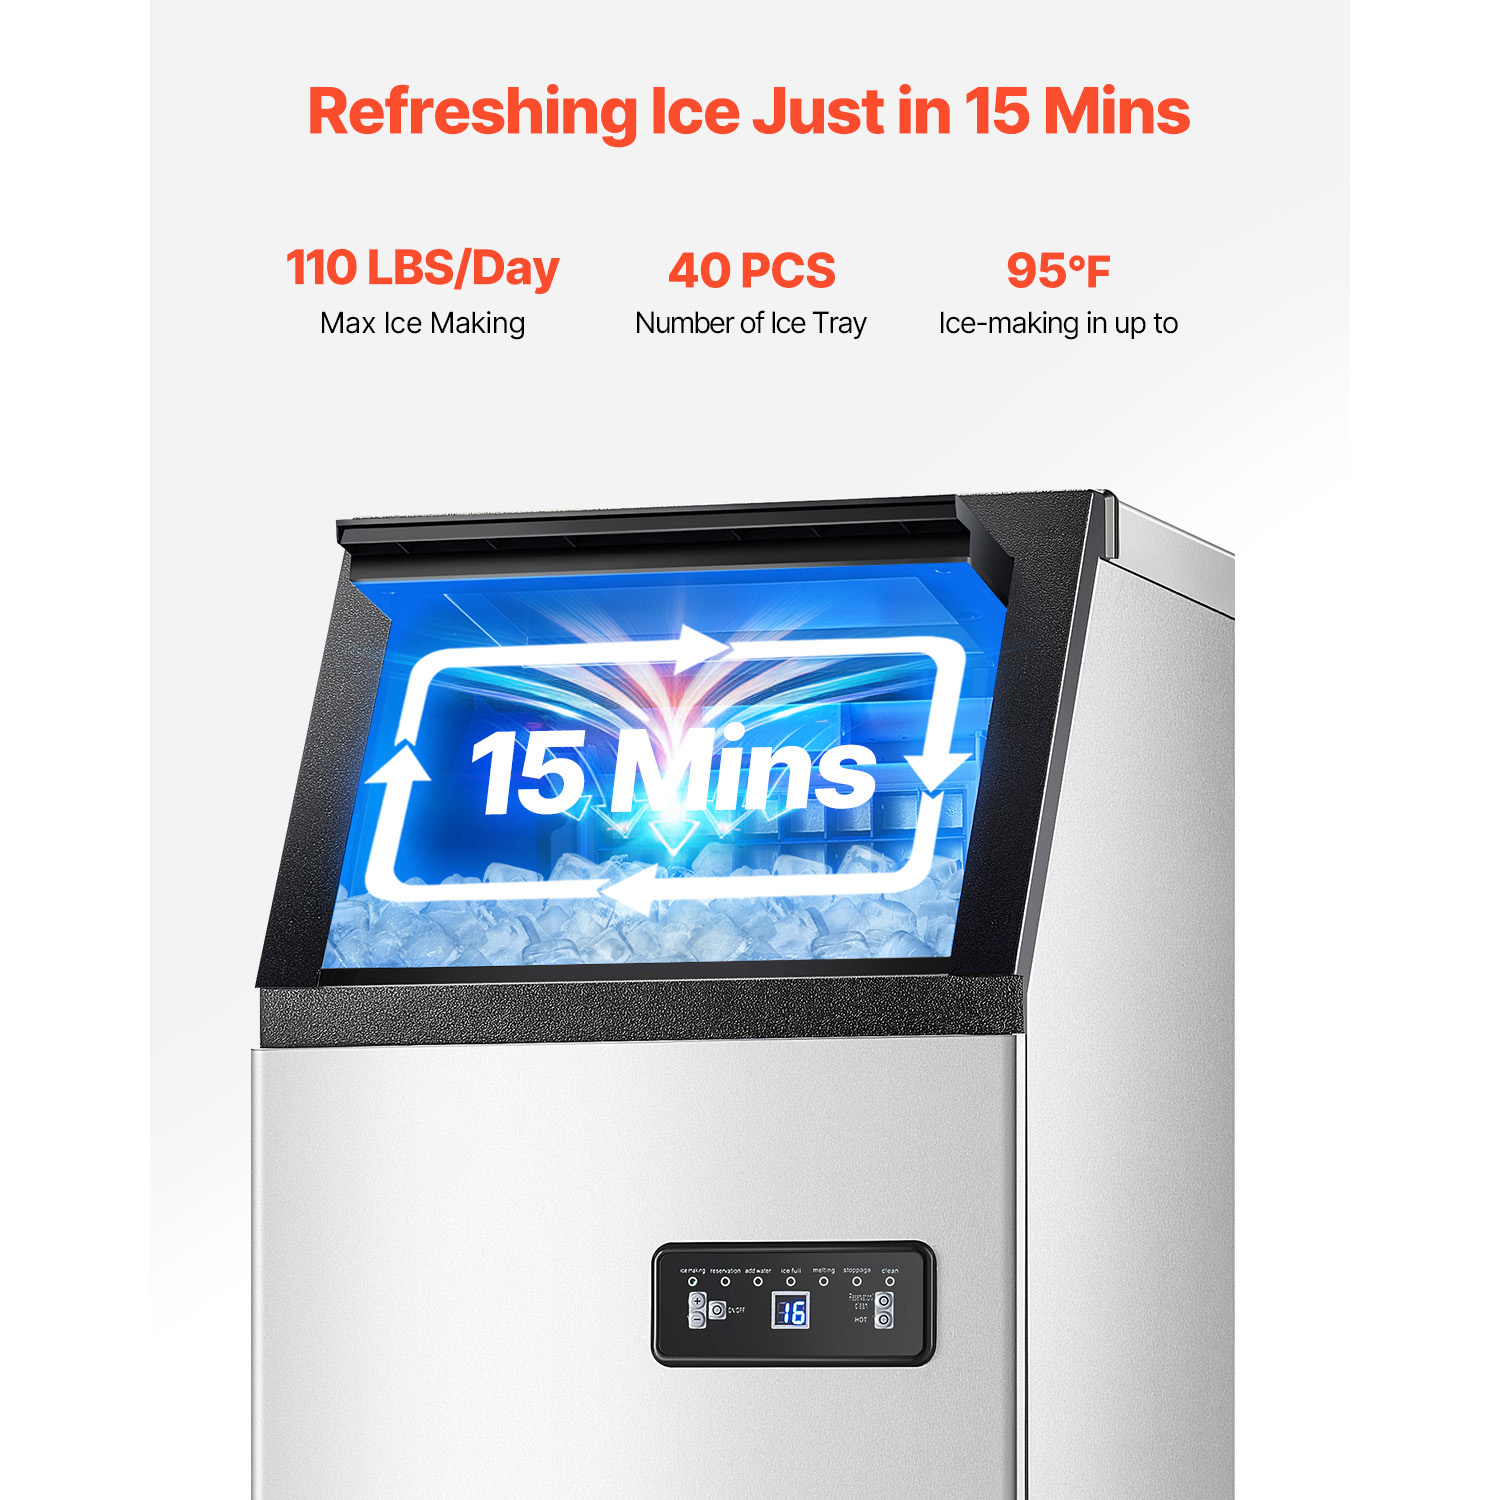 Refreshing Ice Just in 15 Mins
110 LBS/Day
Max Ice Making
40 PCS
Number of Ice Tray
95°F
Ice-making in up to
15 Mins
ice making reservation add water ice full melting stoppage clean
+
ON/OFF
16
Reservation/
clean
−
HOT